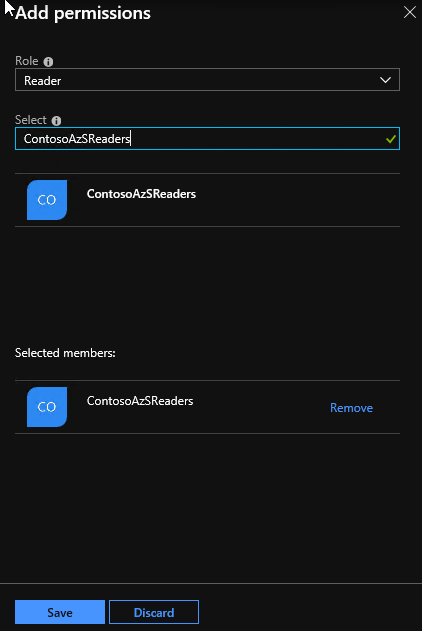 Add permissions
Role
Reader
Select
ContosoAzSReaders
CO
ContosoAzSReaders
Selected members:
CO
ContosoAzSReaders
Remove
Save
Discard